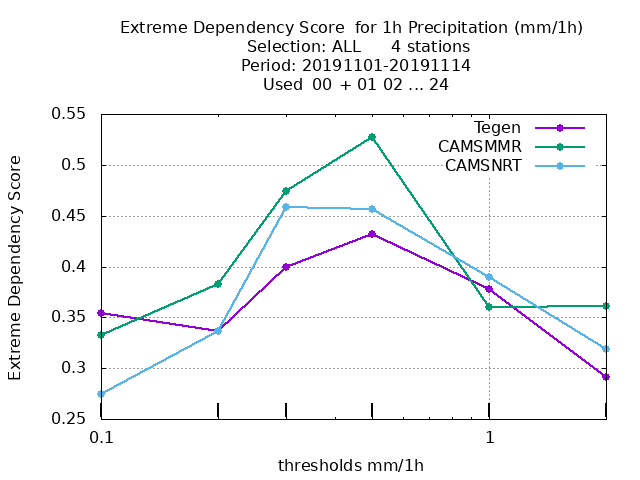 Extreme Dependency Score  for 1h Precipitation (mm/1h)
Selection: ALL      4 stations
Period: 20191101-20191114
Used  00  + 01 02 ... 24
Tegen
CAMSMMR
CAMSNRT
0.55
0.5
0.45
0.4
0.35
0.3
0.25
Extreme Dependency Score
0.1
1
thresholds mm/1h